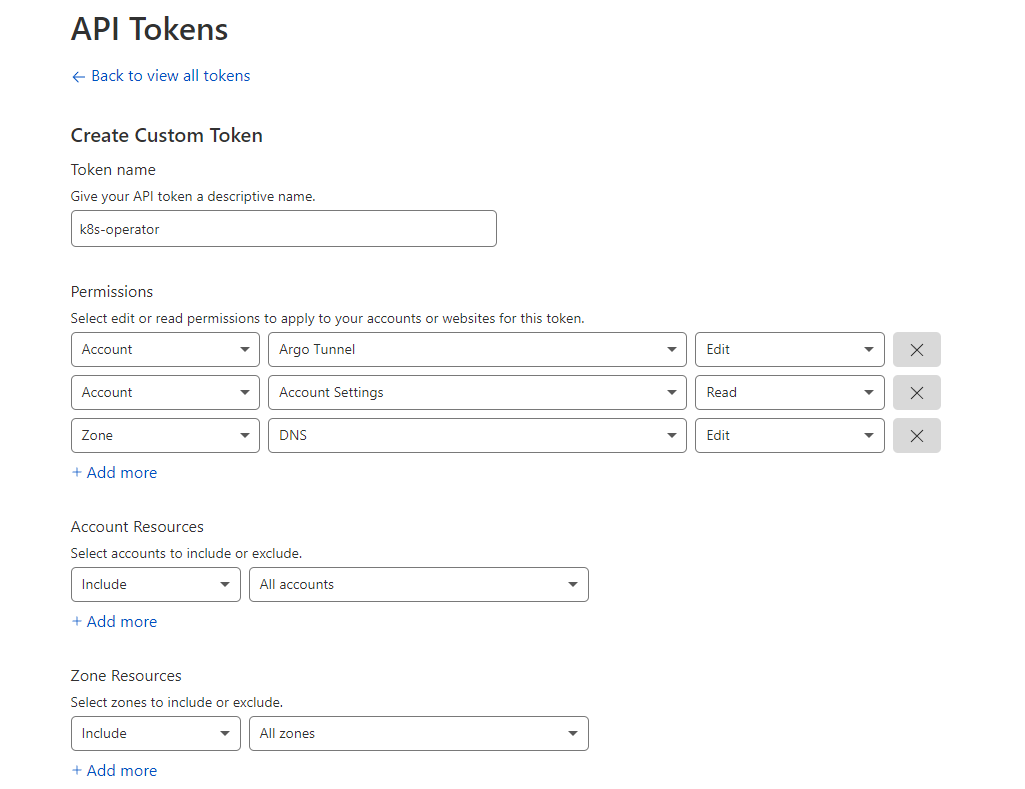 API Tokens
← Back to view all tokens
Create Custom Token
Token name
Give your API token a descriptive name.
k8s-operator
Permissions
Select edit or read permissions to apply to your accounts or websites for this token.
Account Argo Tunnel Edit
Account Account Settings Read
Zone DNS Edit
+ Add more
Account Resources
Select accounts to include or exclude.
Include All accounts
+ Add more
Zone Resources
Select zones to include or exclude.
Include All zones
+ Add more